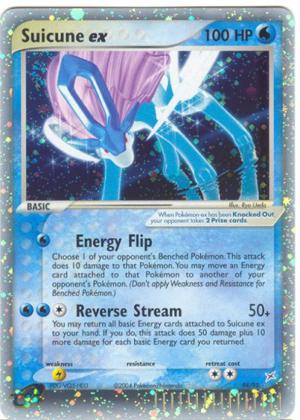 Suicune ex 100 HP
Illus. Ryo Ueda
BASIC
When Pokémon-ex has been Knocked Out,
your opponent takes 2 Prize cards.
Energy Flip
Choose 1 of your opponent's Benched Pokémon. This attack
does 10 damage to that Pokémon. You may move an Energy
card attached to that Pokémon to another of your
opponent's Pokémon. (Don't apply Weakness and Resistance for
Benched Pokémon.)
Reverse Stream 50+
You may return all basic Energy cards attached to Suicune ex
to your hand. If you do, this attack does 50 damage plus 10
more damage for each basic Energy card you returned.
weakness resistance retreat cost
©2004 Pokémon/Nintendo